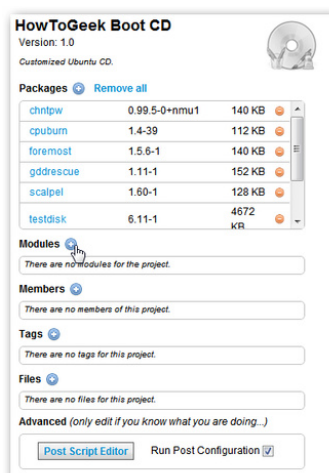 HowToGeek Boot CD
Version: 1.0
Customized Ubuntu CD.
Packages Remove all
chntpw 0.99.5-0+nmu1 140 KB
cpuburn 1.4-39 112 KB
foremost 1.5.6-1 140 KB
gddrescue 1.11-1 152 KB
scalpel 1.60-1 128 KB
testdisk 6.11-1 4672 KB
Modules
There are no modules for the project.
Members
There are no members of this project.
Tags
There are no tags for this project.
Files
There are no files for this project.
Advanced (only edit if you know what you are doing...)
Post Script Editor Run Post Configuration